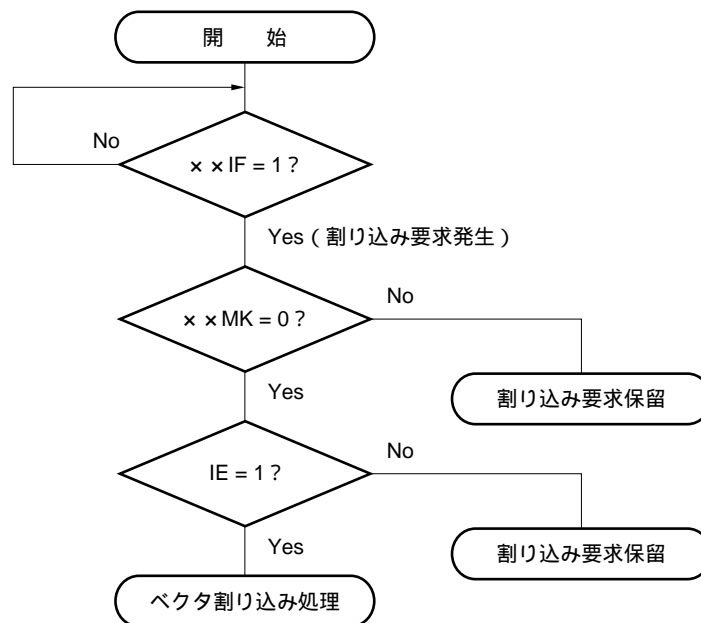 開 始
No
××IF = 1?
Yes(割り込み要求発生)
××MK = 0?
No
Yes
割り込み要求保留
IE = 1?
No
Yes
割り込み要求保留
ベクタ割り込み処理